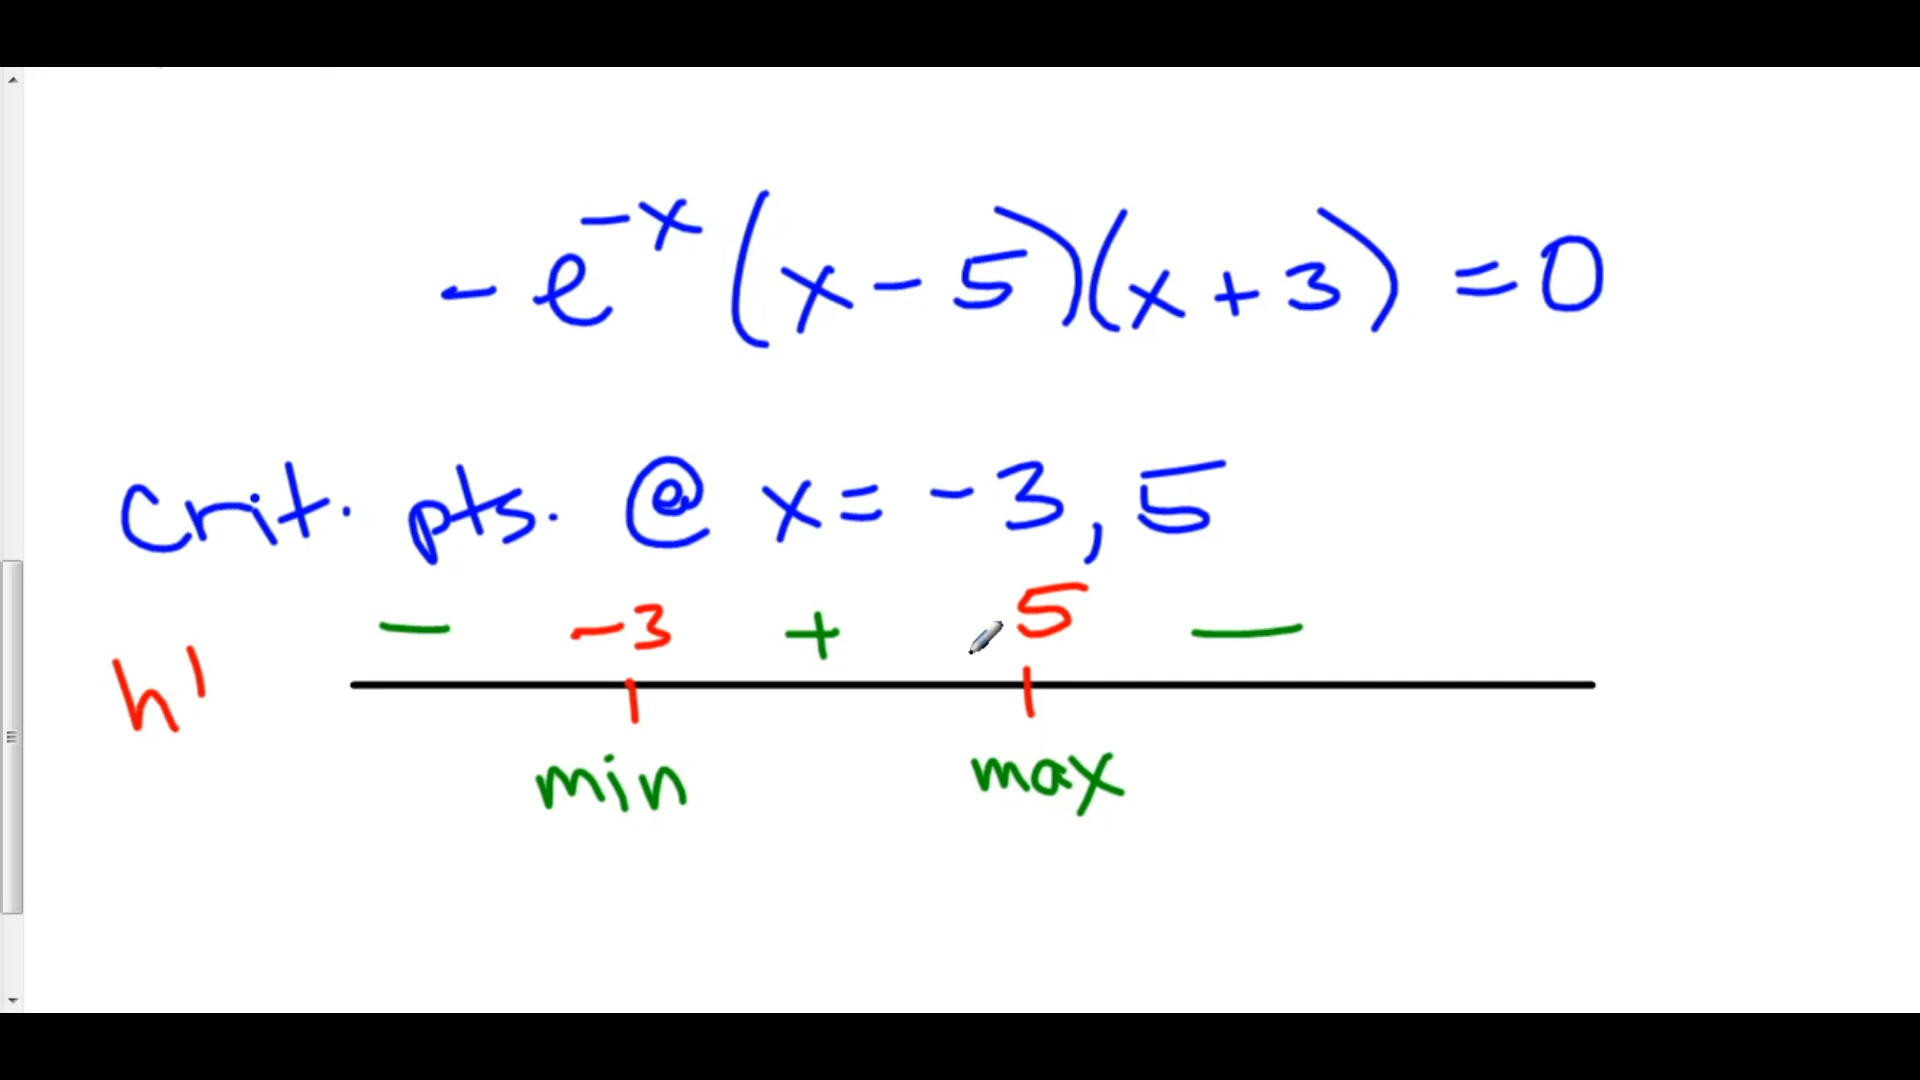 -e^{-x}(x-5)(x+3)=0
Crit. pts. @ x = -3, 5
− -3 + 5 −
h'
min max